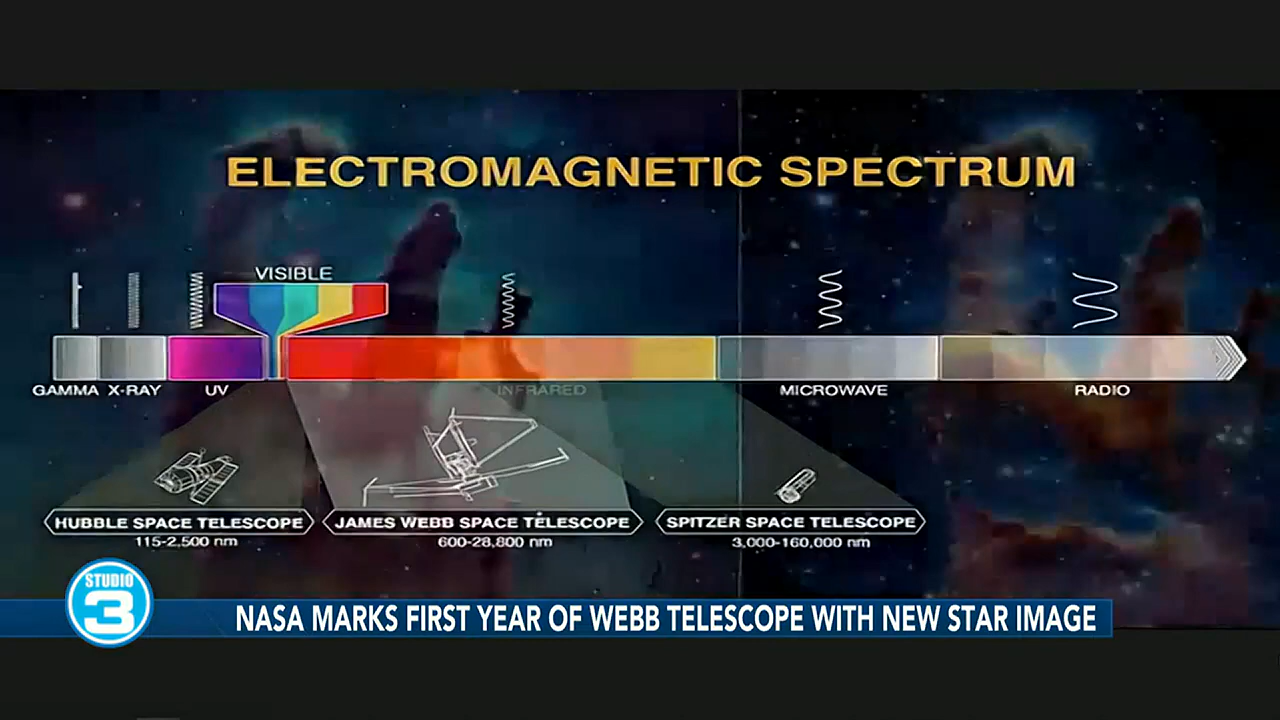 ELECTROMAGNETIC SPECTRUM
VISIBLE
GAMMA X-RAY UV INFRARED MICROWAVE RADIO
HUBBLE SPACE TELESCOPE JAMES WEBB SPACE TELESCOPE SPITZER SPACE TELESCOPE
115-2,500 nm 600-28,800 nm 3,000-160,000 nm
STUDIO
3
NASA MARKS FIRST YEAR OF WEBB TELESCOPE WITH NEW STAR IMAGE